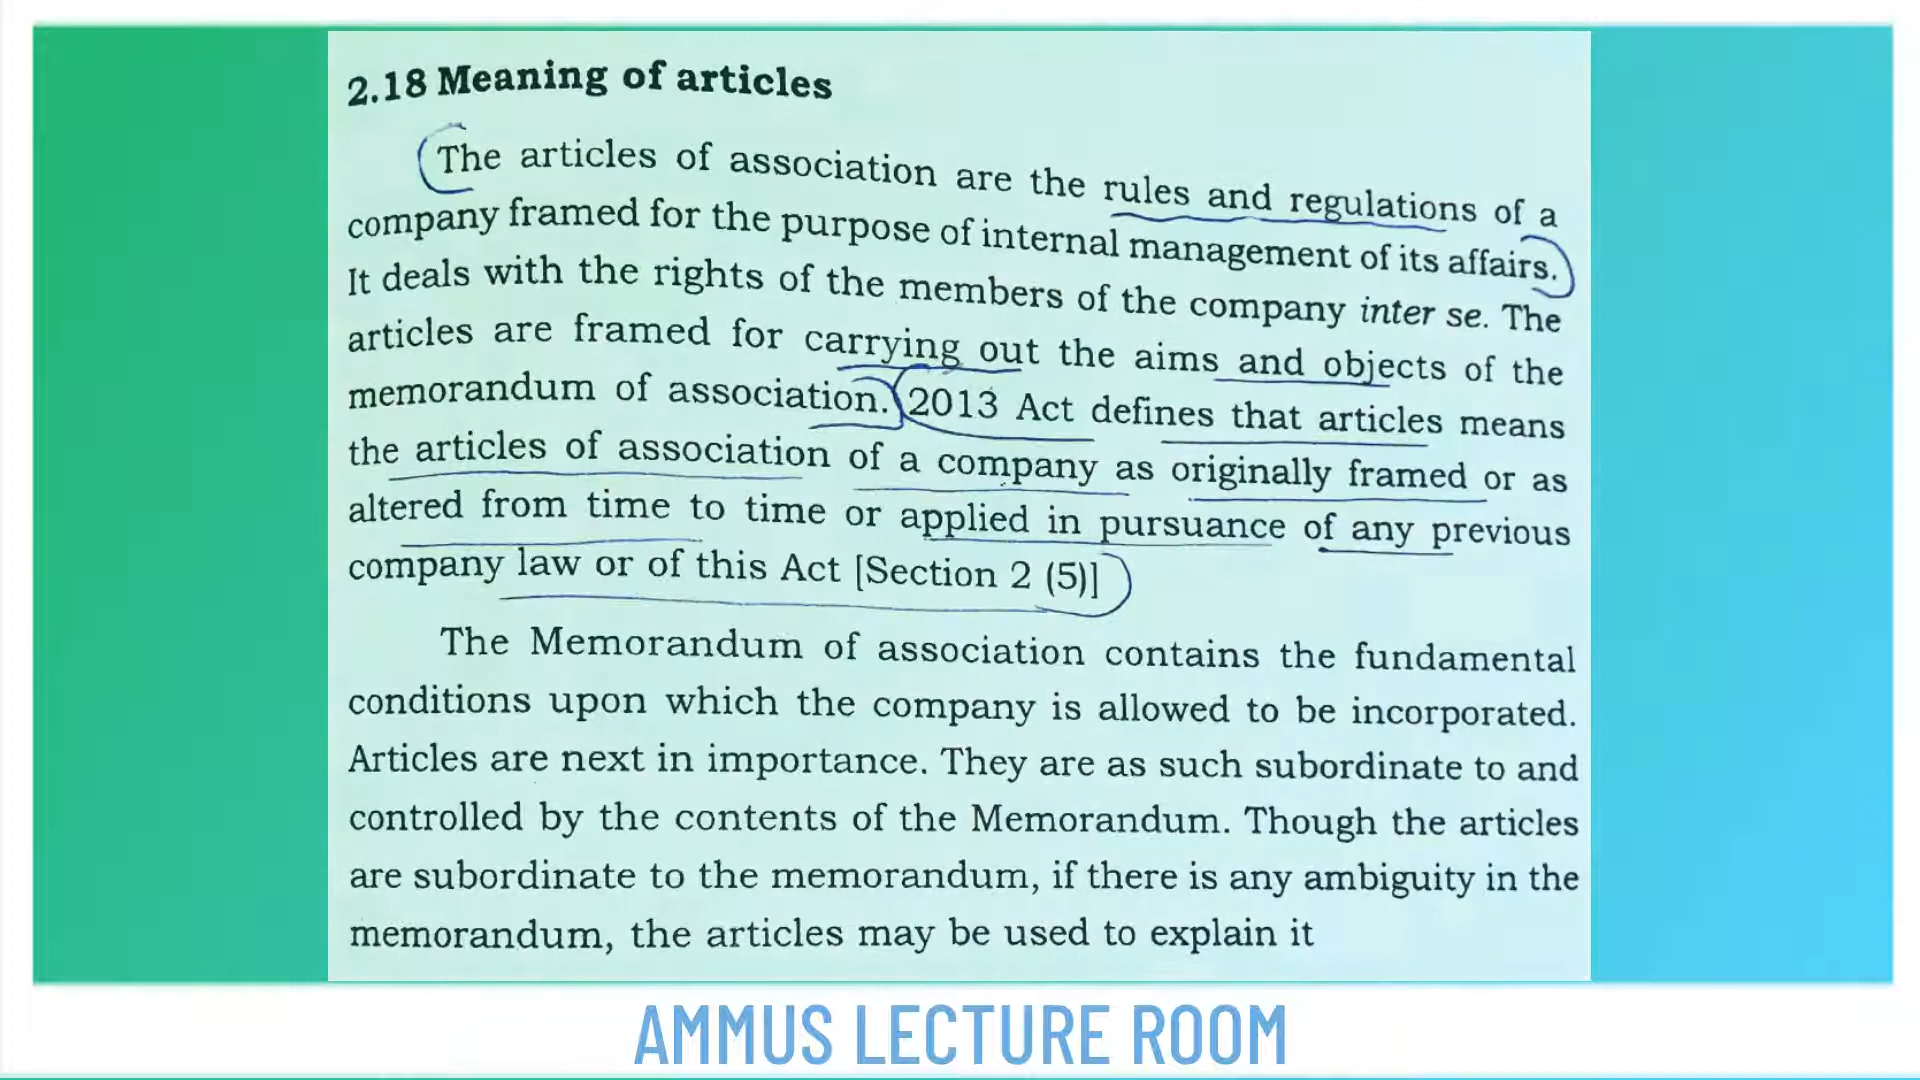 2.18 Meaning of articles
The articles of association are the rules and regulations of a
company framed for the purpose of internal management of its affairs.
It deals with the rights of the members of the company inter se. The
articles are framed for carrying out the aims and objects of the
memorandum of association. 2013 Act defines that articles means
the articles of association of a company as originally framed or as
altered from time to time or applied in pursuance of any previous
company law or of this Act [Section 2 (5)]
The Memorandum of association contains the fundamental
conditions upon which the company is allowed to be incorporated.
Articles are next in importance. They are as such subordinate to and
controlled by the contents of the Memorandum. Though the articles
are subordinate to the memorandum, if there is any ambiguity in the
memorandum, the articles may be used to explain it
AMMUS LECTURE ROOM